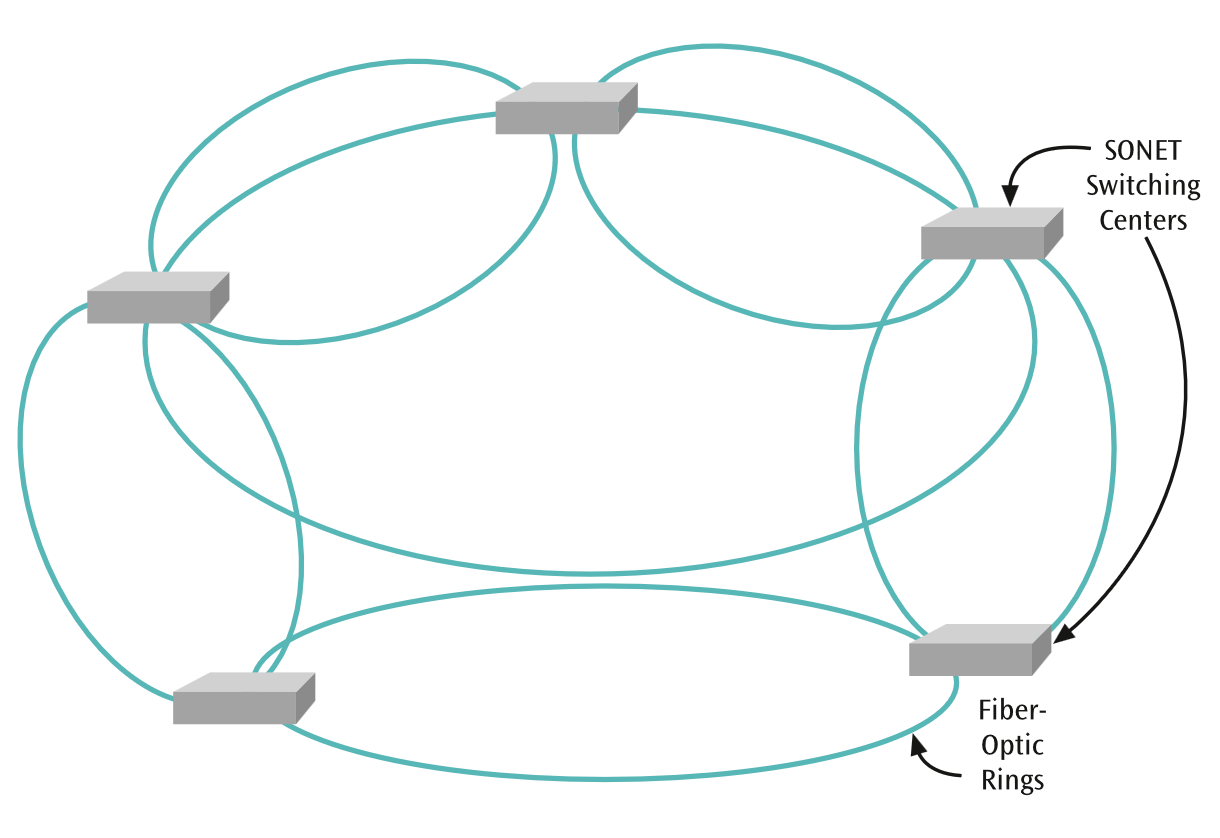 SONET
Switching
Centers
Fiber-
Optic
Rings